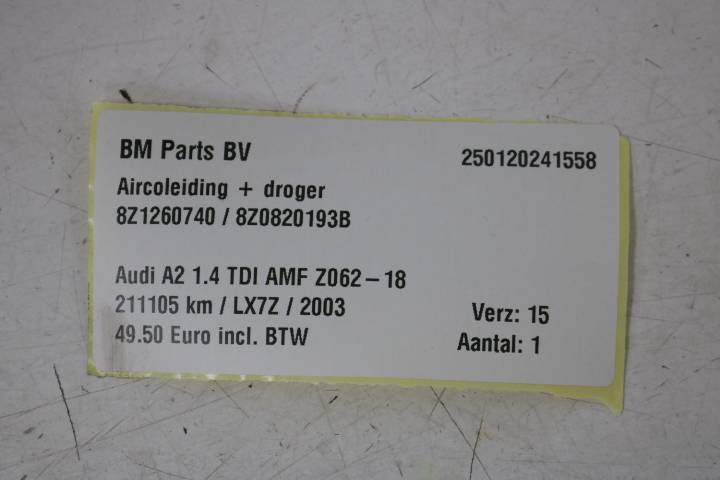 BM Parts BV 250120241558
Aircoleiding + droger
8Z1260740 / 8Z0820193B
Audi A2 1.4 TDI AMF Z062-18
211105 km / LX7Z / 2003 Verz: 15
49.50 Euro incl. BTW Aantal: 1